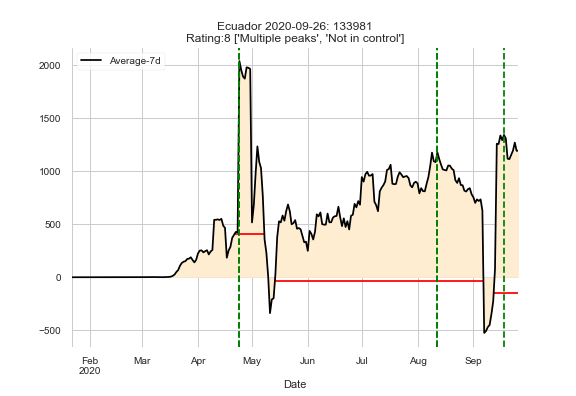 Ecuador 2020-09-26: 133981
Rating:8 ['Multiple peaks', 'Not in control']
Average-7d
2000
1500
1000
500
0
−500
Feb Mar Apr May Jun Jul Aug Sep
2020
Date